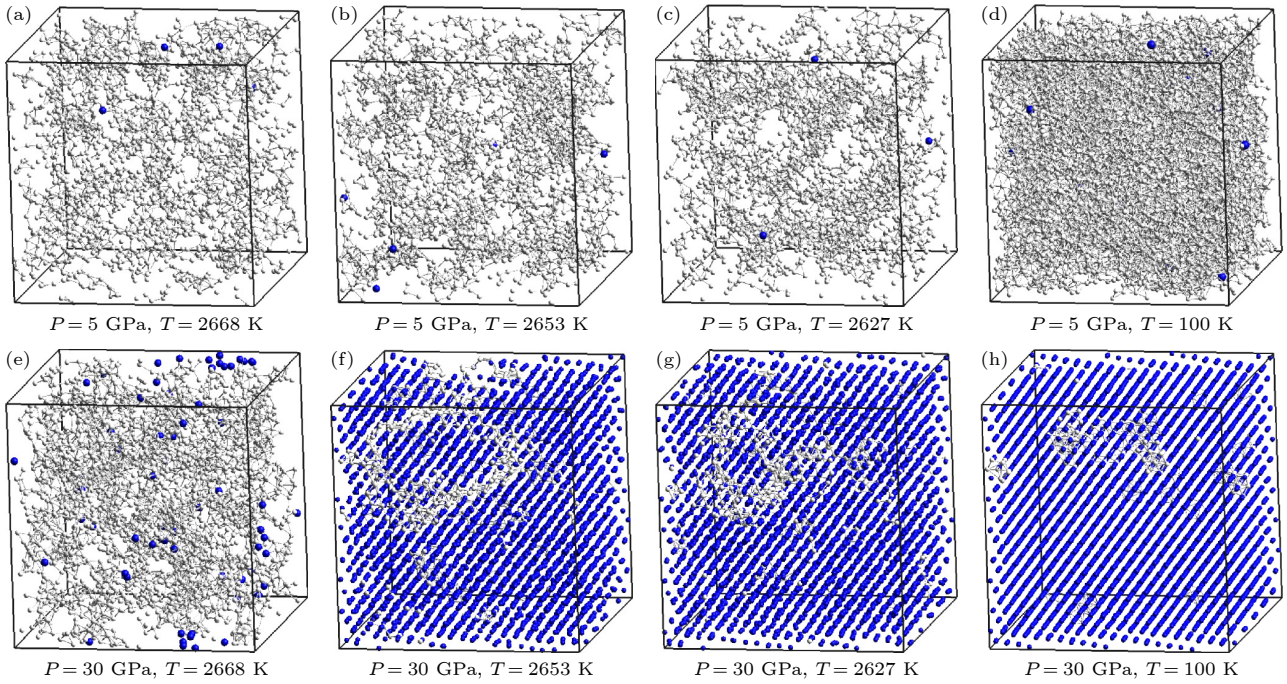 (a) (b) (c) (d)
P = 5 GPa, T = 2668 K P = 5 GPa, T = 2653 K P = 5 GPa, T = 2627 K P = 5 GPa, T = 100 K
(e) (f) (g) (h)
P = 30 GPa, T = 2668 K P = 30 GPa, T = 2653 K P = 30 GPa, T = 2627 K P = 30 GPa, T = 100 K